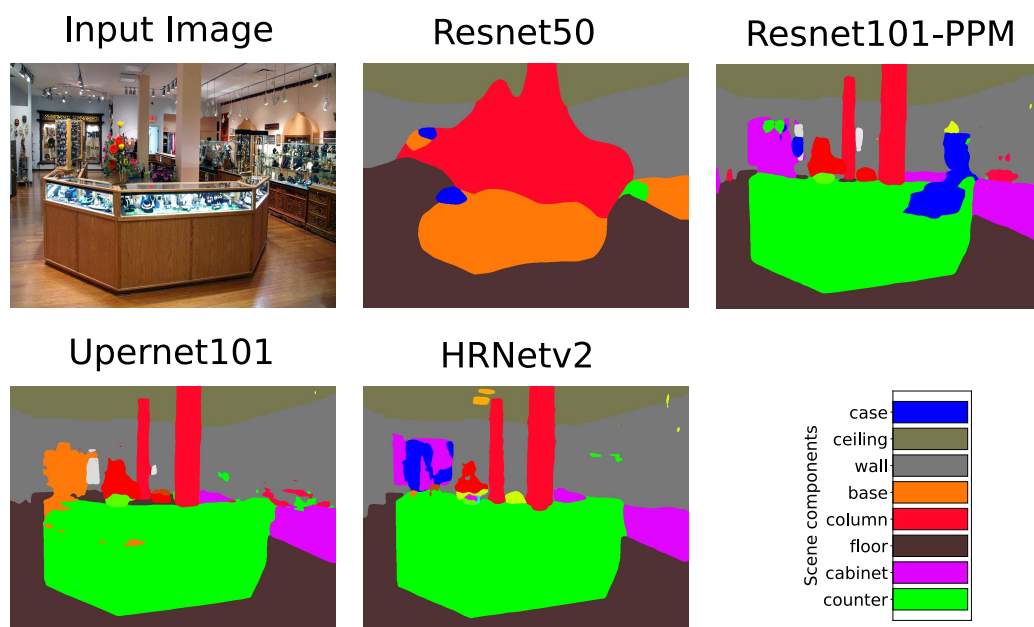 Input Image
Resnet50
Resnet101-PPM
Upernet101
HRNetv2
Scene components
case
ceiling
wall
base
column
floor
cabinet
counter